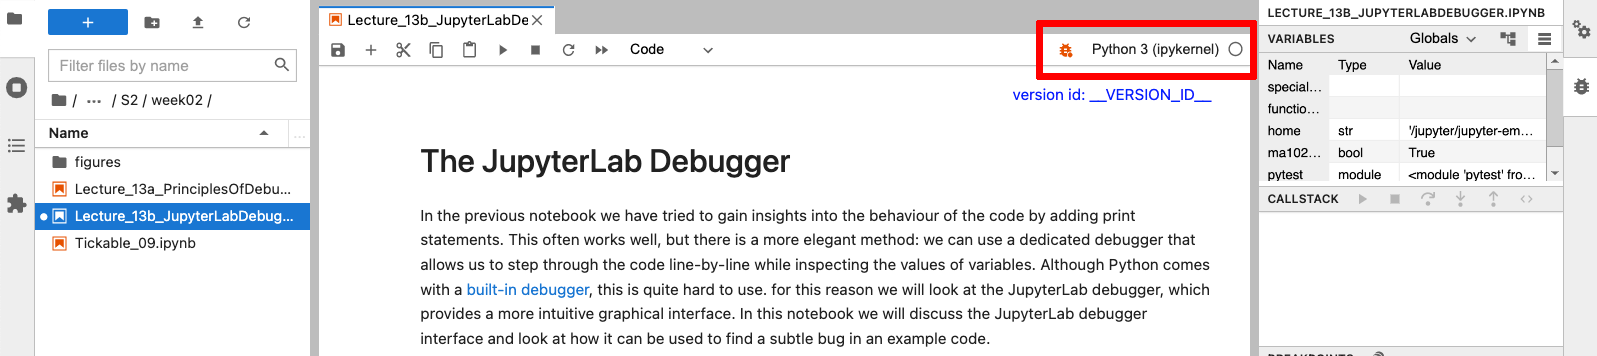 Lecture_13b_JupyterLabDe
LECTURE_13B_JUPYTERLABDEBUGGER.IPYNB
Code
Python 3 (ipykernel)
VARIABLES
Globals
Filter files by name
Name Type Value
special...
functio...
home str '/jupyter/jupyter-em...
ma102... bool True
pytest module <module 'pytest' fro...
CALLSTACK
/ ... / S2 / week02 /
Name
...
figures
Lecture_13a_PrinciplesOfDebu...
Lecture_13b_JupyterLabDebug...
Tickable_09.ipynb
version id: __VERSION_ID__
The JupyterLab Debugger
In the previous notebook we have tried to gain insights into the behaviour of the code by adding print
statements. This often works well, but there is a more elegant method: we can use a dedicated debugger that
allows us to step through the code line-by-line while inspecting the values of variables. Although Python comes
with a built-in debugger, this is quite hard to use. for this reason we will look at the JupyterLab debugger, which
provides a more intuitive graphical interface. In this notebook we will discuss the JupyterLab debugger
interface and look at how it can be used to find a subtle bug in an example code.
BREAKPOINTS